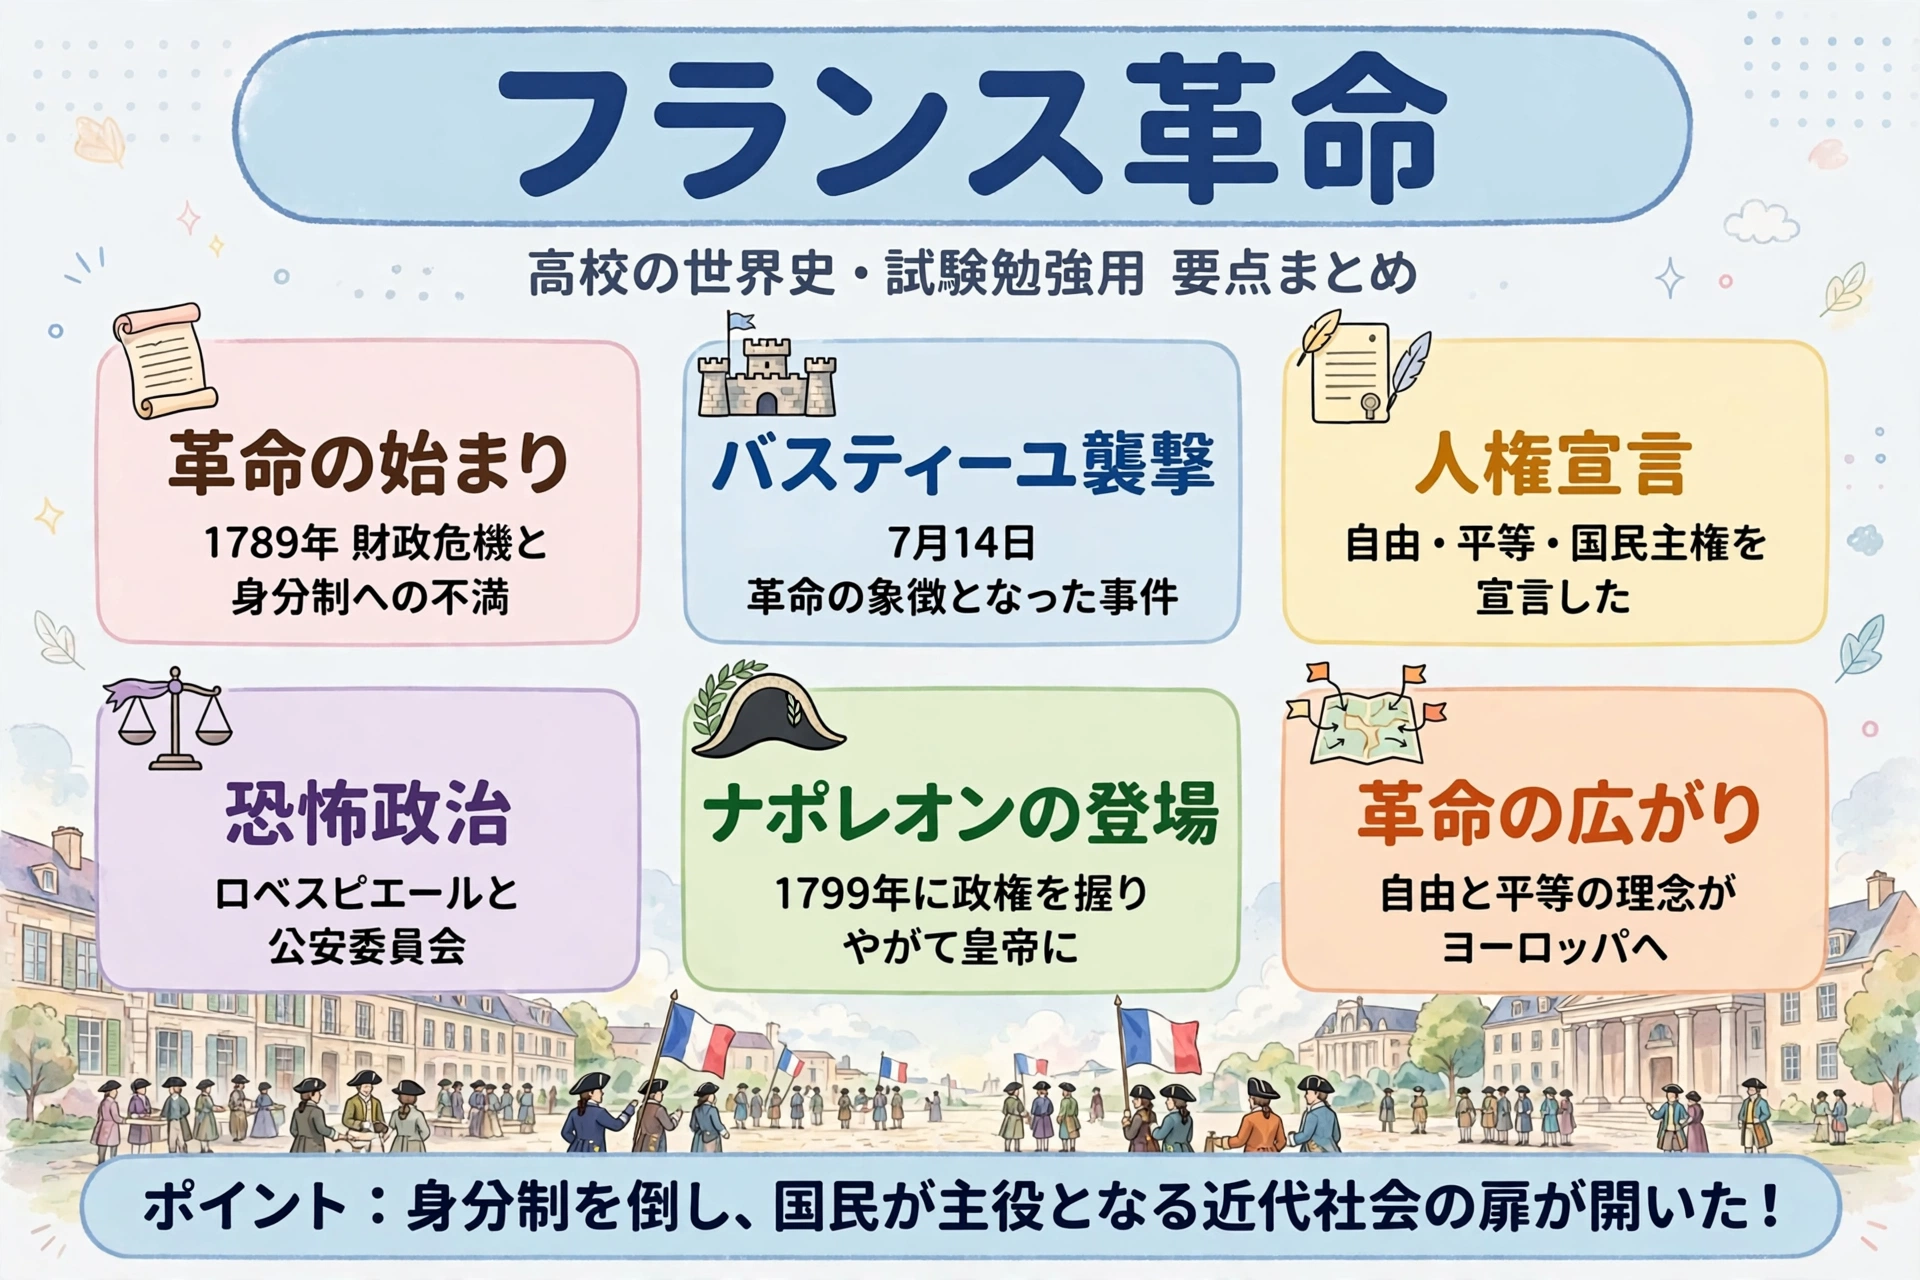 フランス革命
高校の世界史・試験勉強用 要点まとめ
革命の始まり
1789年 財政危機と
身分制への不満
バスティーユ襲撃
7月14日
革命の象徴となった事件
人権宣言
自由・平等・国民主権を
宣言した
恐怖政治
ロベスピエールと
公安委員会
ナポレオンの登場
1799年に政権を握り
やがて皇帝に
革命の広がり
自由と平等の理念が
ヨーロッパへ
ポイント：身分制を倒し、国民が主役となる近代社会の扉が開いた！